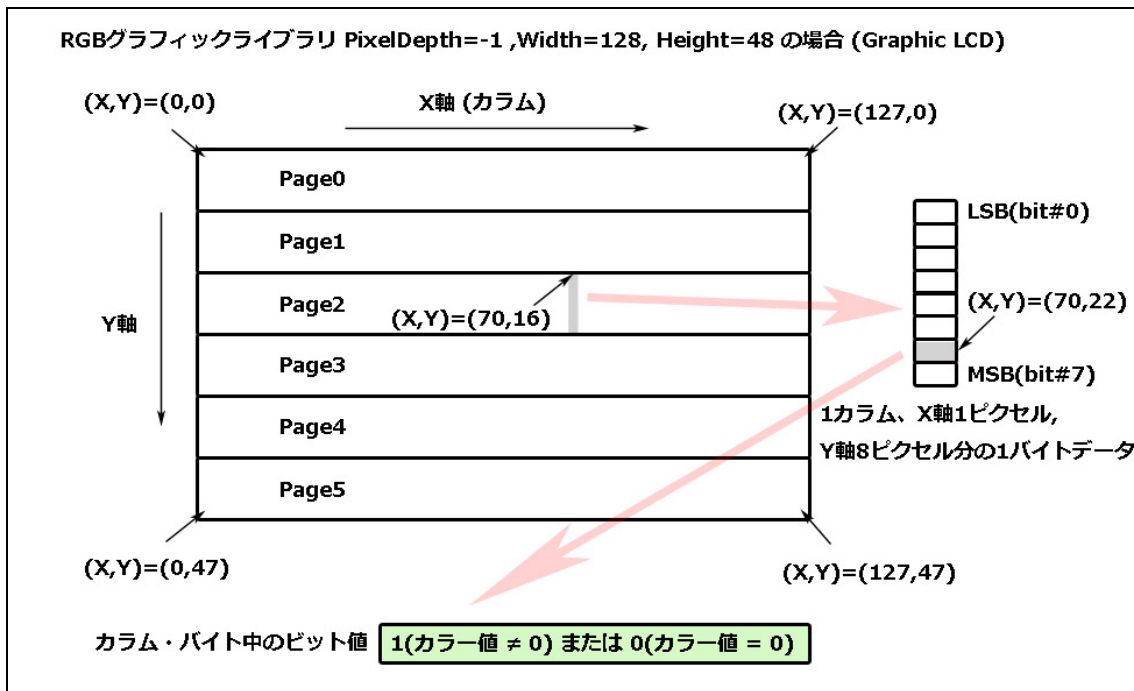 RGBグラフィックライブラリ PixelDepth=-1 ,Width=128, Height=48 の場合 (Graphic LCD)
(X,Y)=(0,0)
X軸 (カラム)
(X,Y)=(127,0)
Page0
LSB(bit#0)
Page1
Y軸
Page2
(X,Y)=(70,16)
(X,Y)=(70,22)
Page3
MSB(bit#7)
Page4
1カラム、X軸1ピクセル,
Y軸8ピクセル分の1バイトデータ
Page5
(X,Y)=(0,47)
(X,Y)=(127,47)
カラム・バイト中のビット値 1(カラー値 ≠ 0) または 0(カラー値 = 0)